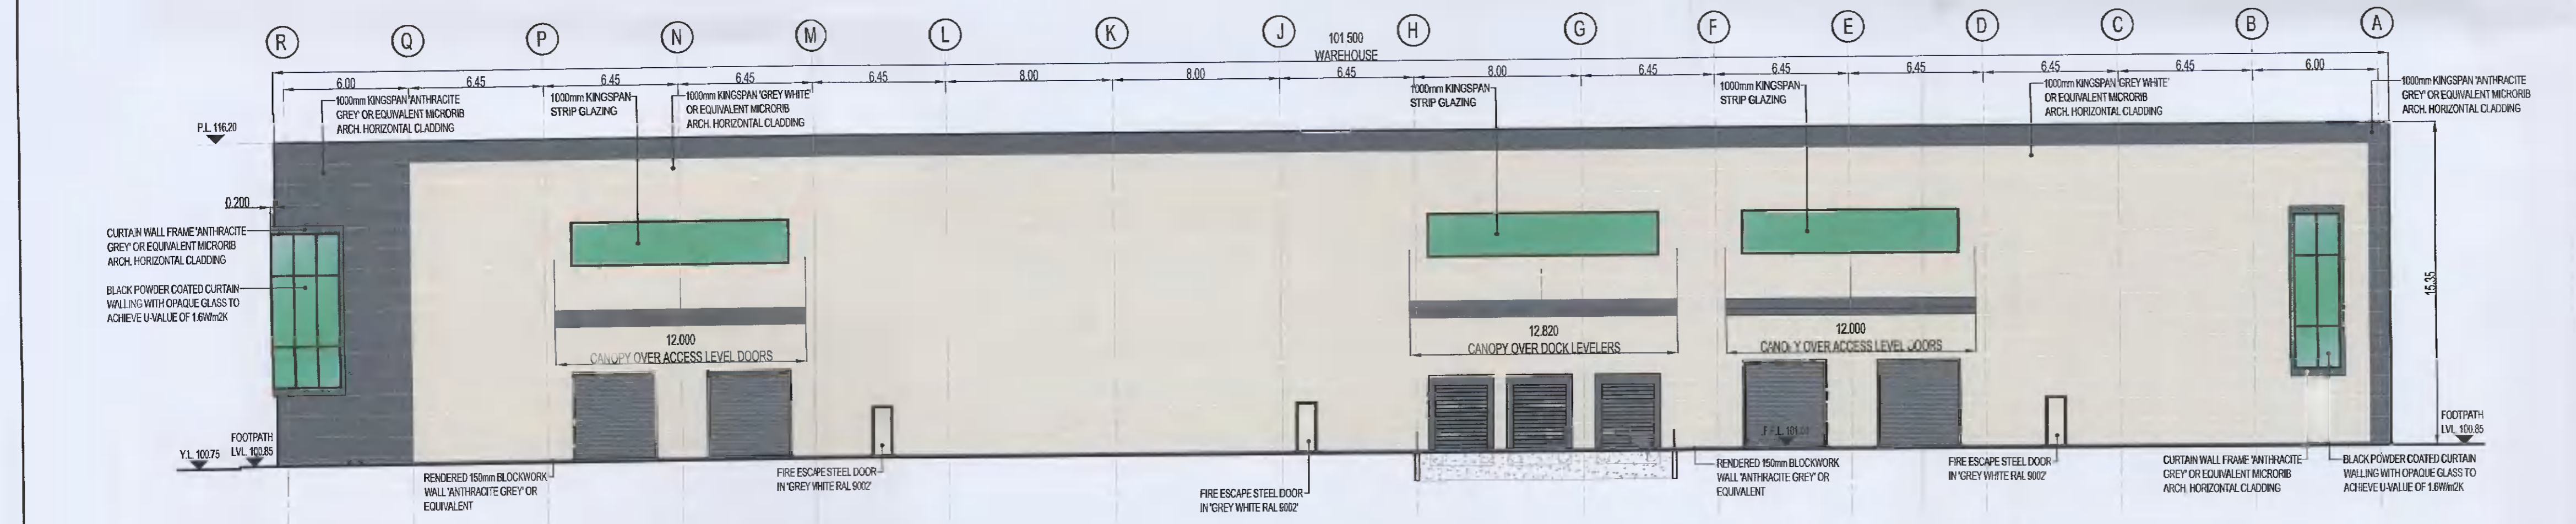 R Q P N M L K J H G F E D C B A
101 500
WAREHOUSE
6.00 6.45 6.45 6.45 6.45 8.00 8.00 6.45 8.00 6.45 6.45 6.45 6.45 6.45 6.00
1000mm KINGSPAN 'ANTHRACITE
GREY' OR EQUIVALENT MICRORIB
ARCH. HORIZONTAL CLADDING
1000mm KINGSPAN
STRIP GLAZING
1000mm KINGSPAN 'GREY WHITE'
OR EQUIVALENT MICRORIB
ARCH. HORIZONTAL CLADDING
1000mm KINGSPAN
STRIP GLAZING
1000mm KINGSPAN
STRIP GLAZING
1000mm KINGSPAN 'GREY WHITE'
OR EQUIVALENT MICRORIB
ARCH. HORIZONTAL CLADDING
1000mm KINGSPAN 'ANTHRACITE
GREY' OR EQUIVALENT MICRORIB
ARCH. HORIZONTAL CLADDING
P.L. 116.20
0.200
CURTAIN WALL FRAME 'ANTHRACITE
GREY' OR EQUIVALENT MICRORIB
ARCH. HORIZONTAL CLADDING
BLACK POWDER COATED CURTAIN
WALLING WITH OPAQUE GLASS TO
ACHIEVE U-VALUE OF 1.6W/m2K
12.000
CANOPY OVER ACCESS LEVEL DOORS
12.820
CANOPY OVER DOCK LEVELERS
12.000
CANOPY OVER ACCESS LEVEL DOORS
15.35
Y.L. 100.75
FOOTPATH
LVL. 100.85
FOOTPATH
LVL. 100.85
RENDERED 150mm BLOCKWORK
WALL 'ANTHRACITE GREY' OR
EQUIVALENT
FIRE ESCAPE STEEL DOOR
IN 'GREY WHITE RAL 9002'
FIRE ESCAPE STEEL DOOR
IN 'GREY WHITE RAL 9002'
RENDERED 150mm BLOCKWORK
WALL 'ANTHRACITE GREY' OR
EQUIVALENT
FIRE ESCAPE STEEL DOOR
IN 'GREY WHITE RAL 9002'
CURTAIN WALL FRAME 'ANTHRACITE
GREY' OR EQUIVALENT MICRORIB
ARCH. HORIZONTAL CLADDING
BLACK POWDER COATED CURTAIN
WALLING WITH OPAQUE GLASS TO
ACHIEVE U-VALUE OF 1.6W/m2K